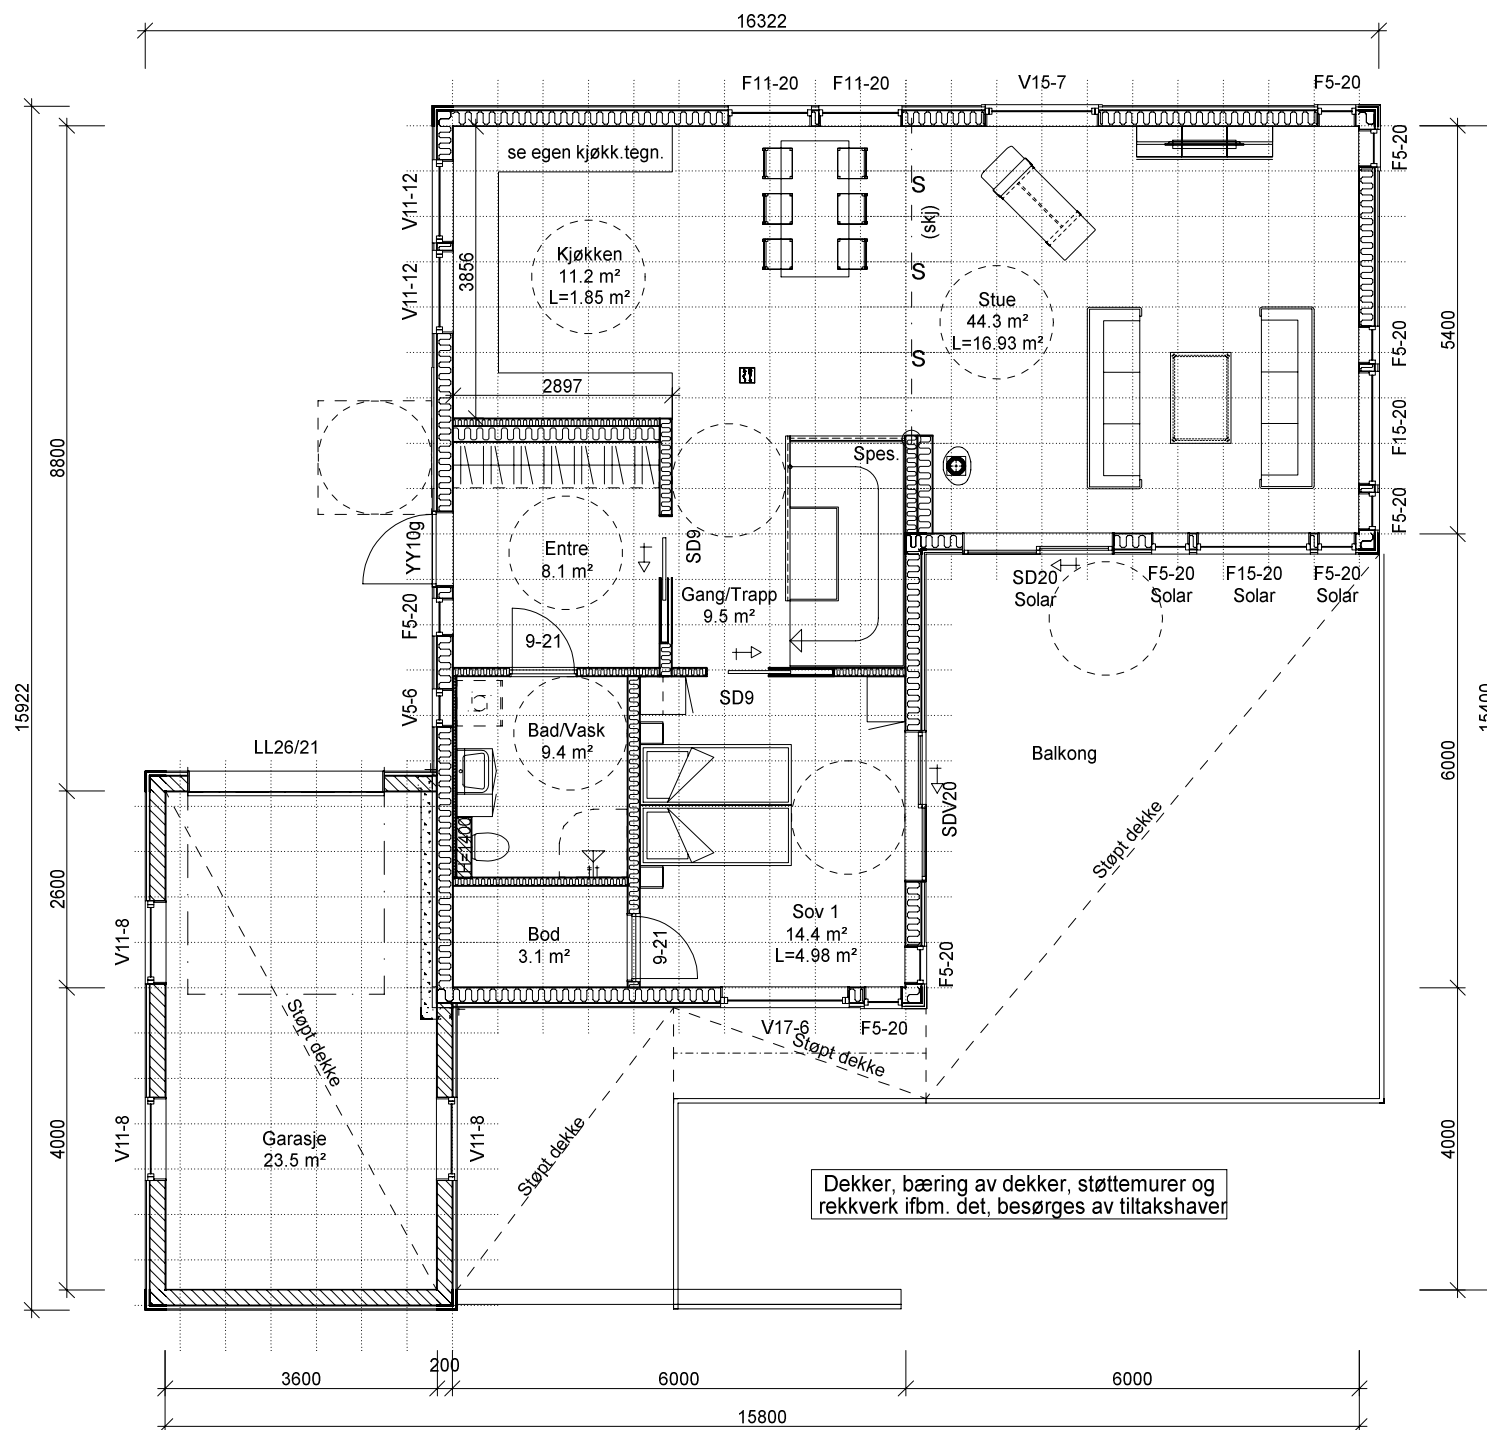 16322
F11-20
F11-20
V15-7
F5-20
F5-20
se egen kjøkk.tegn.
V11-12
S
(skj)
Kjøkken
11.2 m²
L=1.85 m²
3856
V11-12
S
Stue
44.3 m²
L=16.93 m²
5400
F5-20
S
2897
8800
Spes.
F15-20
F5-20
YY10g
Entre
8.1 m²
SD9
F5-20
9-21
Gang/Trapp
9.5 m²
SD20
Solar
F5-20
Solar
F15-20
Solar
F5-20
Solar
15922
V5-6
SD9
15400
Bad/Vask
9.4 m²
LL26/21
Balkong
6000
SDV20
H=1400
Støpt dekke
2600
V11-8
Bod
3.1 m²
9-21
Sov 1
14.4 m²
L=4.98 m²
F5-20
V17-6
F5-20
Støpt dekke
Støpt dekke
4000
V11-8
Garasje
23.5 m²
V11-8
Støpt dekke
4000
Dekker, bæring av dekker, støttemurer og
rekkverk ifbm. det, besørges av tiltakshaver
3600
200
6000
6000
15800